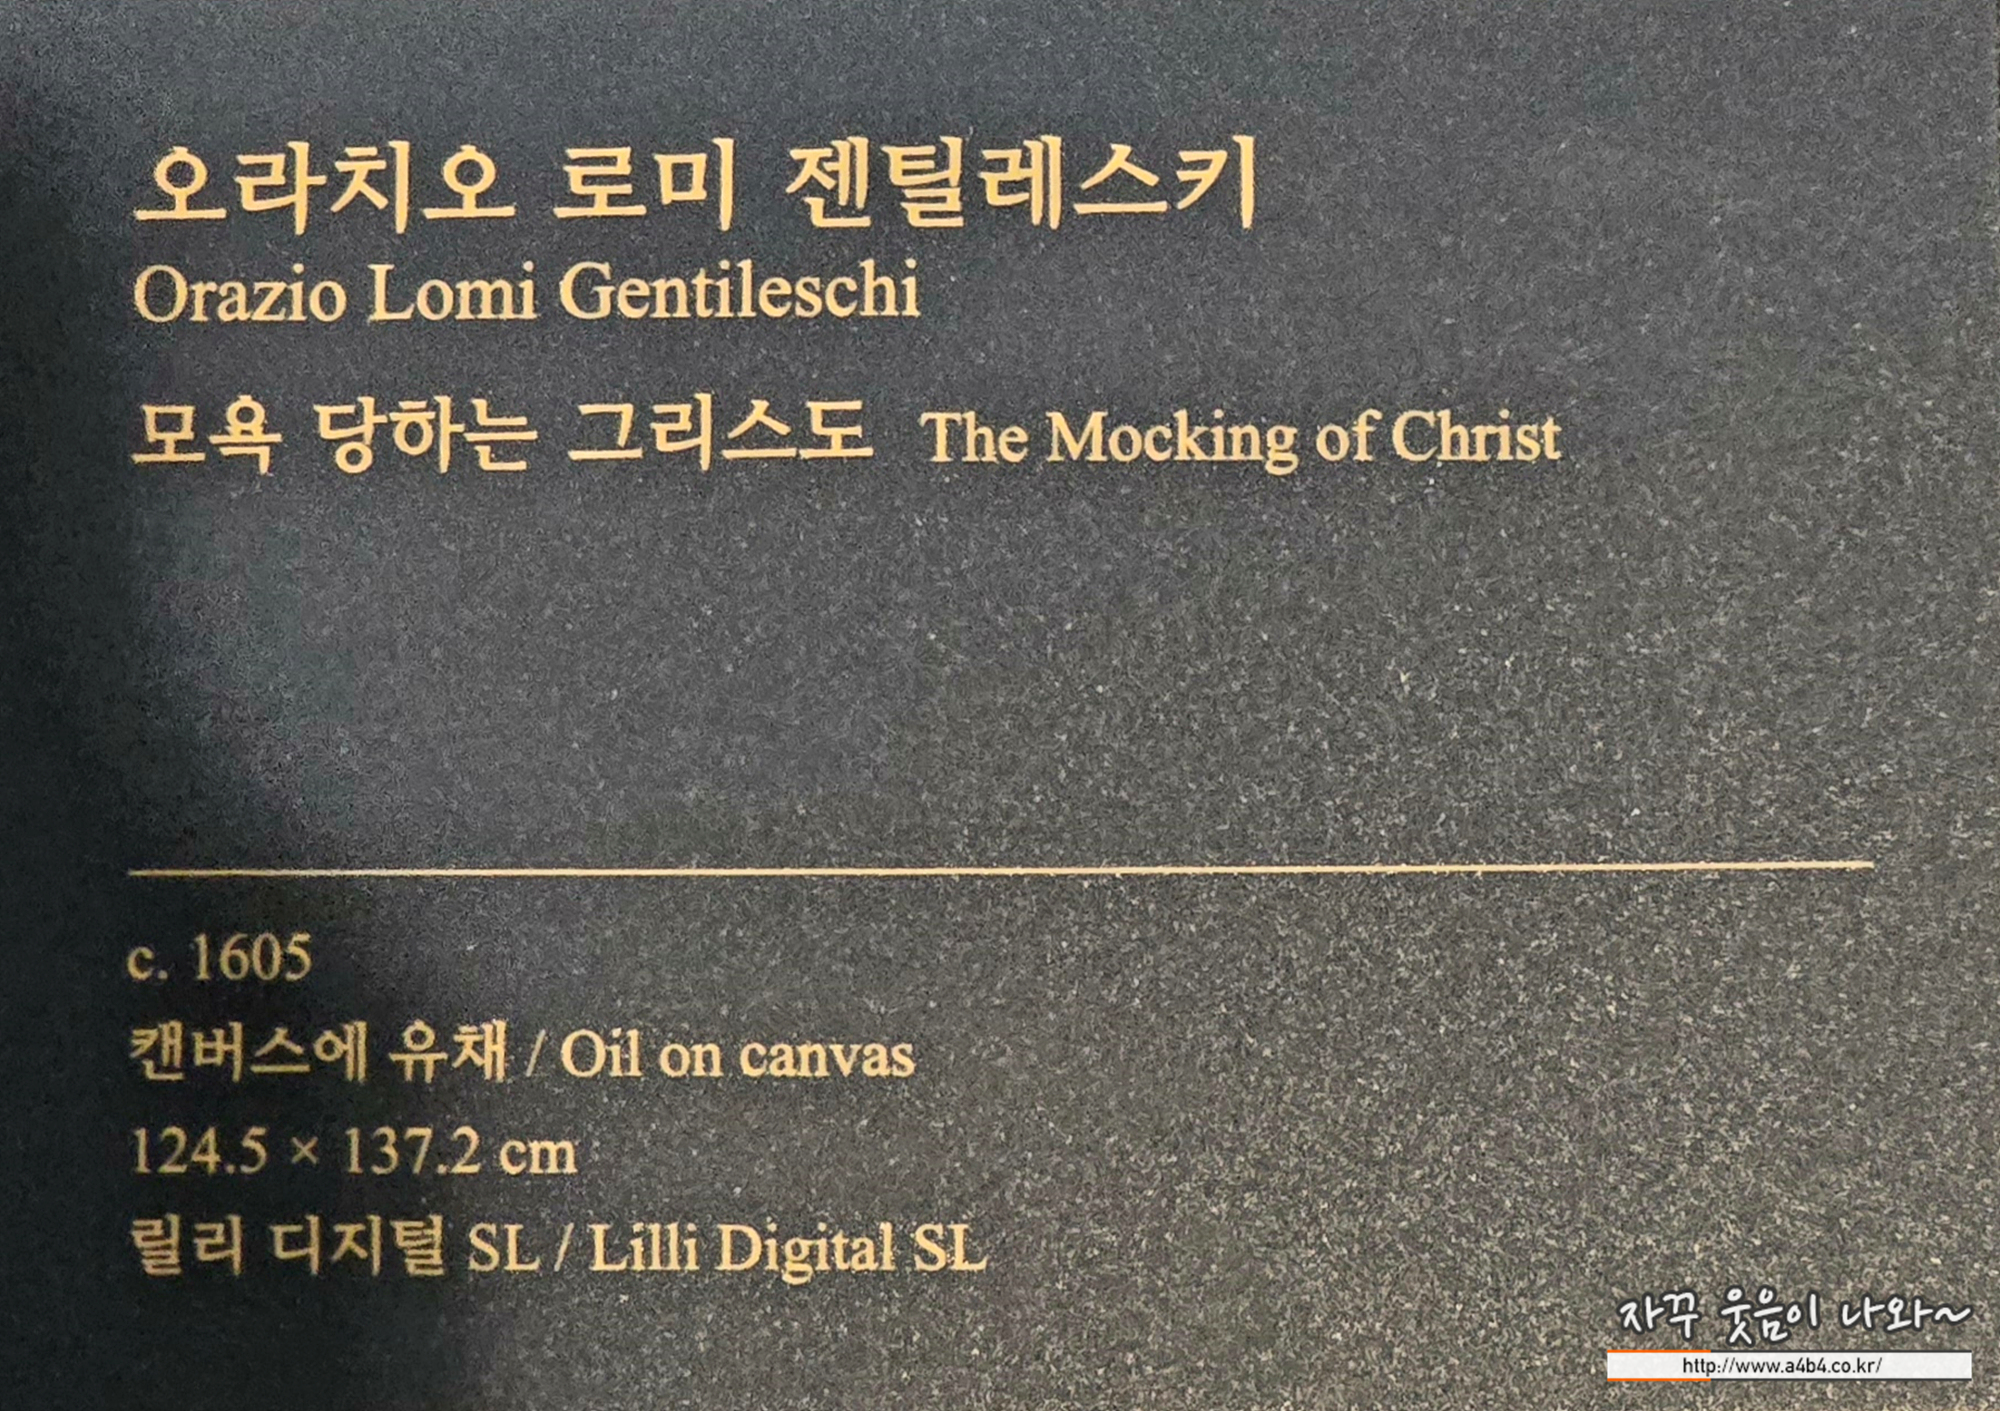 오라치오 로미 젠틸레스키
Orazio Lomi Gentileschi
모욕 당하는 그리스도 The Mocking of Christ
c. 1605
캔버스에 유채 / Oil on canvas
124.5 × 137.2 cm
릴리 디지털 SL / Lilli Digital SL
자꾸 웃음이 나와~
http://www.a4b4.co.kr/